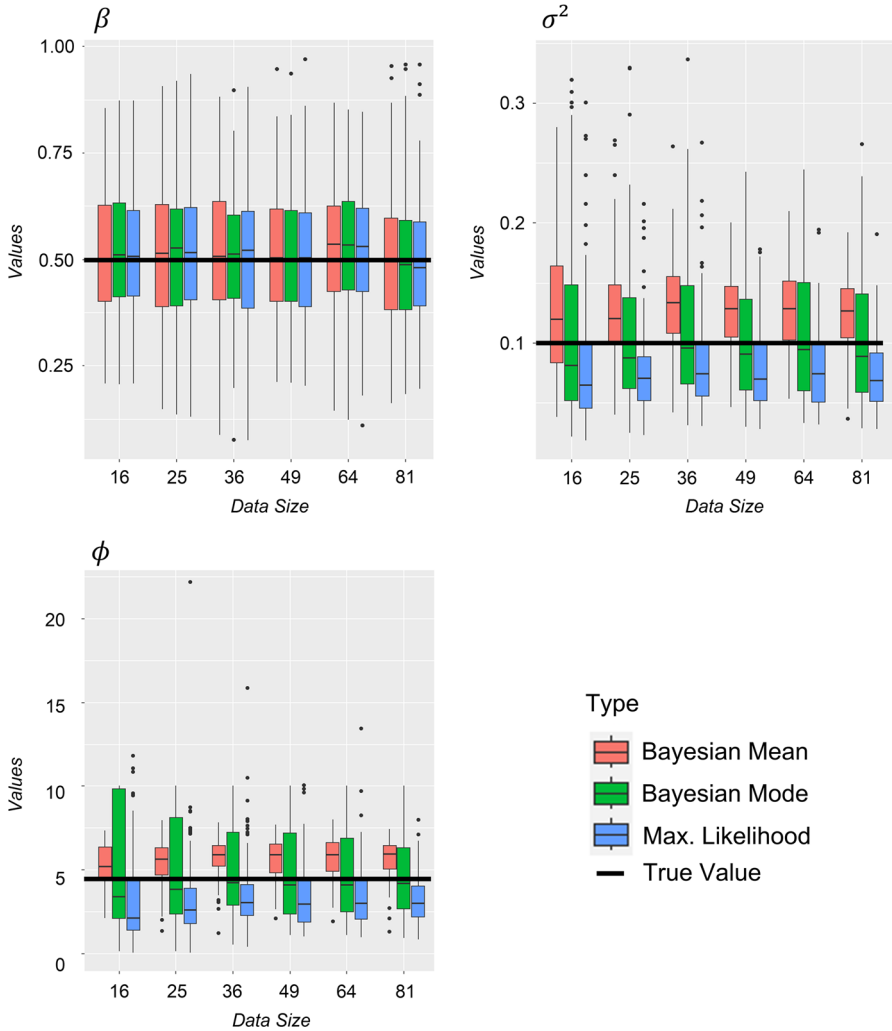 β
1.00
0.75
0.50
0.25
Values
16 25 36 49 64 81
Data Size
σ²
0.3
0.2
0.1
Values
16 25 36 49 64 81
Data Size
ϕ
20
15
10
5
0
Values
16 25 36 49 64 81
Data Size
Type
Bayesian Mean
Bayesian Mode
Max. Likelihood
True Value